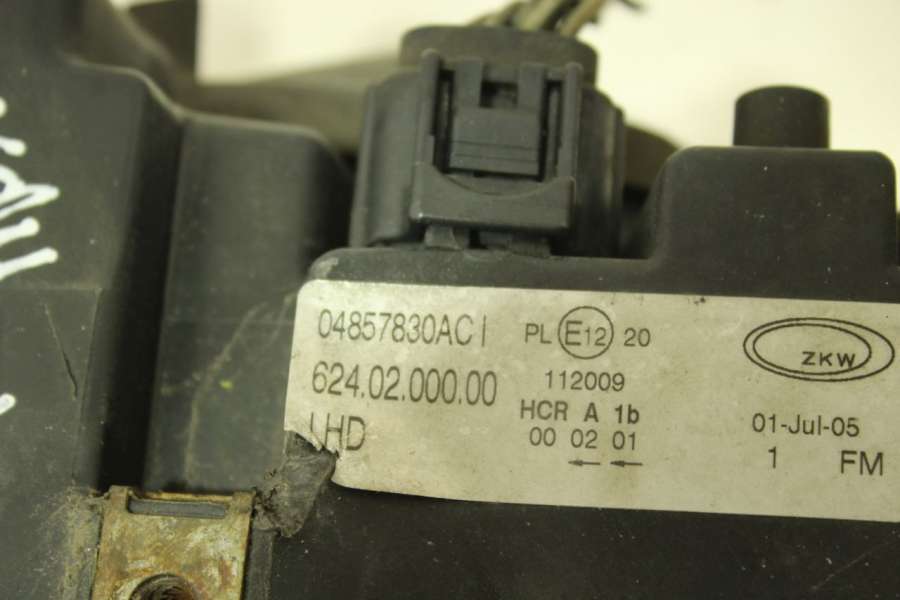 04857830AC I
624.02.000.00
LHD
PL E12 20
112009
HCR A 1b
00 02 01
ZKW
01-Jul-05
1 FM